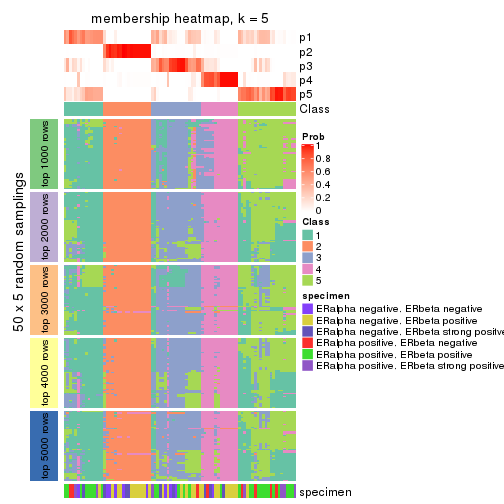 membership heatmap, k = 5
p1
p2
p3
p4
p5
Class
50 x 5 random samplings
top 1000 rows
top 2000 rows
top 3000 rows
top 4000 rows
top 5000 rows
Prob
1
0.8
0.6
0.4
0.2
0
Class
1
2
3
4
5
specimen
ERalpha negative. ERbeta negative
ERalpha negative. ERbeta positive
ERalpha negative. ERbeta strong positive
ERalpha positive. ERbeta negative
ERalpha positive. ERbeta positive
ERalpha positive. ERbeta strong positive
specimen